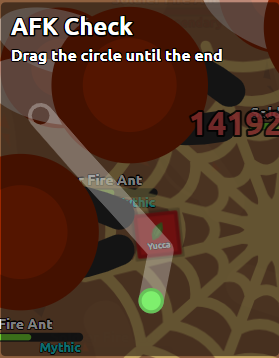 AFK Check
Drag the circle until the end
14192
Fire Ant
Mythic
Yucca
Fire Ant
Mythic